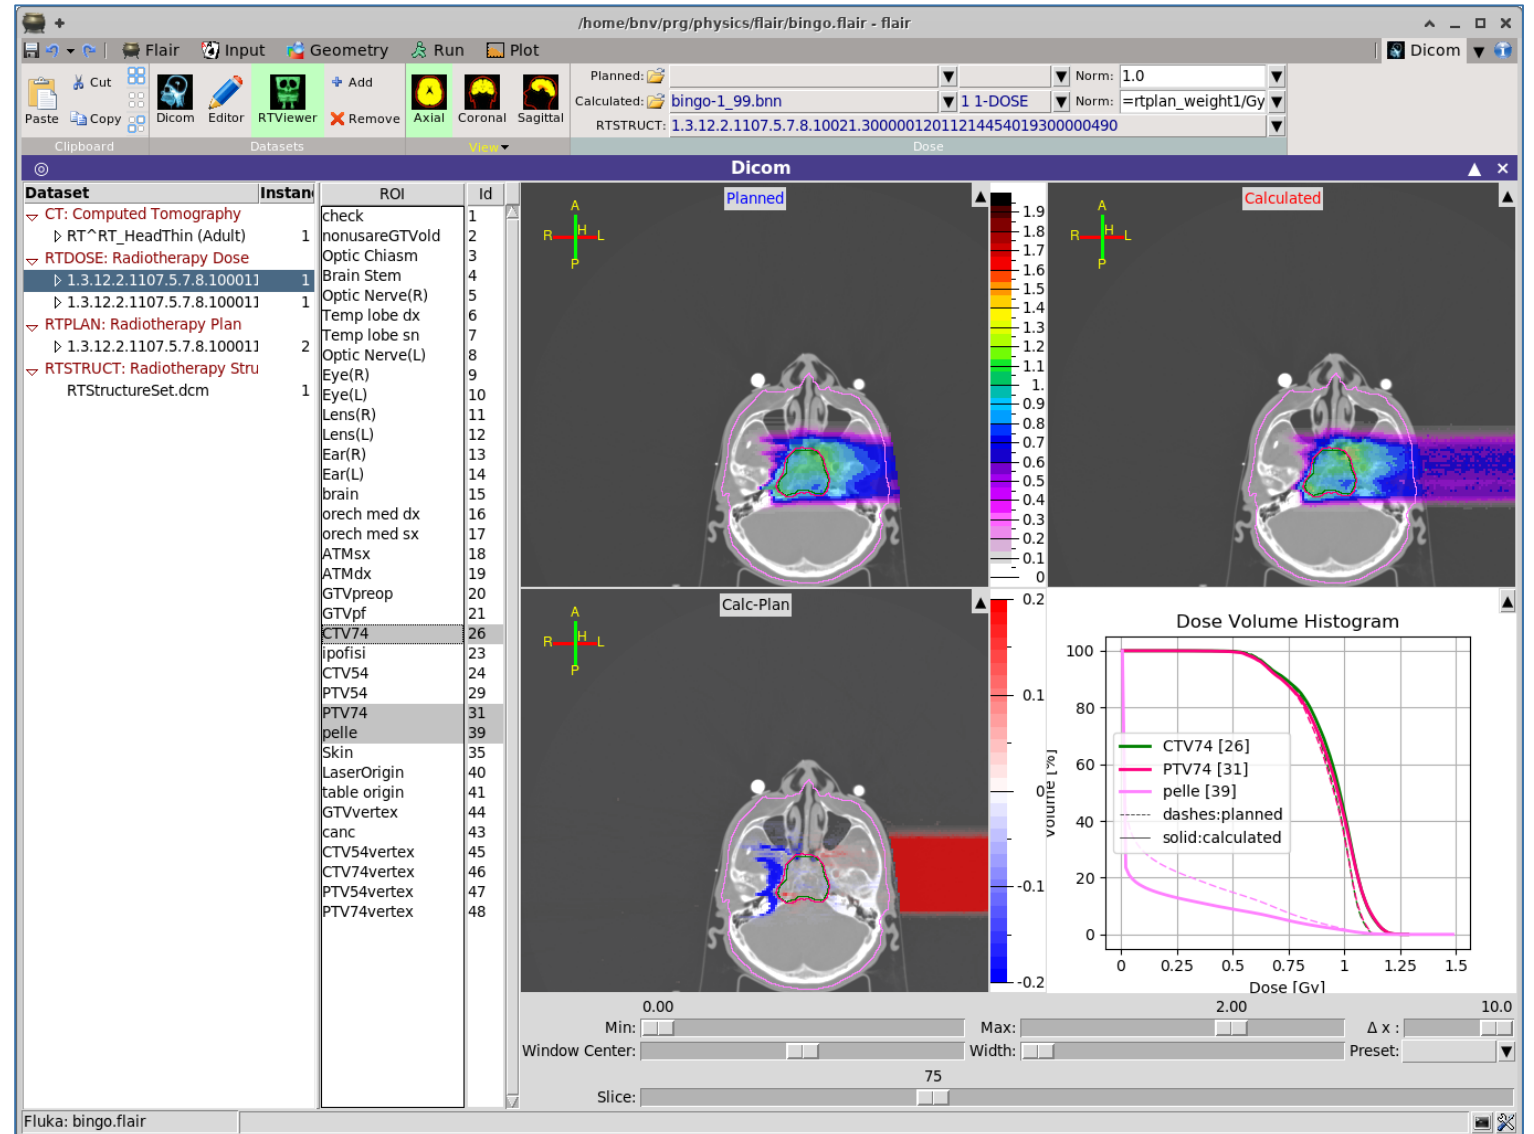 /home/bnv/prg/physics/flair/bingo.flair - flair
Flair Input Geometry Run Plot Dicom
Paste Cut Copy Dicom Editor RTViewer Add Remove Axial Coronal Sagittal
Clipboard Datasets View Dose
Planned: Norm: 1.0
Calculated: bingo-1_99.bnn 1 1-DOSE Norm: =rtplan_weight1/Gy
RTSTRUCT: 1.3.12.2.1107.5.7.8.10021.30000012011214454019300000490
Dicom
Dataset Instan
CT: Computed Tomography
RT^RT_HeadThin (Adult) 1
RTDOSE: Radiotherapy Dose
1.3.12.2.1107.5.7.8.100011 1
1.3.12.2.1107.5.7.8.100011 1
RTPLAN: Radiotherapy Plan
1.3.12.2.1107.5.7.8.100011 2
RTSTRUCT: Radiotherapy Stru
RTStructureSet.dcm 1
ROI Id
check 1
nonusareGTVold 2
Optic Chiasm 3
Brain Stem 4
Optic Nerve(R) 5
Temp lobe dx 6
Temp lobe sn 7
Optic Nerve(L) 8
Eye(R) 9
Eye(L) 10
Lens(R) 11
Lens(L) 12
Ear(R) 13
Ear(L) 14
brain 15
orech med dx 16
orech med sx 17
ATMsx 18
ATMdx 19
GTVpreop 20
GTVpf 21
CTV74 26
ipofisi 23
CTV54 24
PTV54 29
PTV74 31
pelle 39
Skin 35
LaserOrigin 40
table origin 41
GTVvertex 44
canc 43
CTV54vertex 45
CTV74vertex 46
PTV54vertex 47
PTV74vertex 48
Planned
A
R H L
P
1.9
1.8
1.7
1.6
1.5
1.4
1.3
1.2
1.1
1.
0.9
0.8
0.7
0.6
0.5
0.4
0.3
0.2
0.1
0
Calculated
A
R H L
P
Calc-Plan
A
R H L
P
0.2
0.1
0
-0.1
-0.2
Dose Volume Histogram
Volume [%]
100
80
60
40
20
0
CTV74 [26]
PTV74 [31]
pelle [39]
dashes:planned
solid:calculated
0 0.25 0.5 0.75 1 1.25 1.5
Dose [Gy]
0.00 2.00 10.0
Min: Max: Δ x :
Window Center: Width: Preset:
75
Slice:
Fluka: bingo.flair